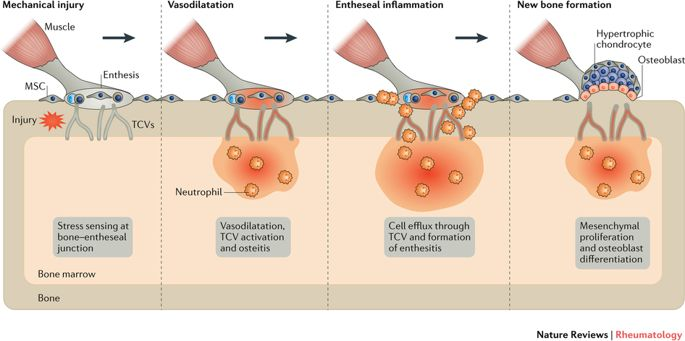 Mechanical injury
Vasodilatation
Entheseal inflammation
New bone formation
Muscle
MSC
Enthesis
Injury
TCVs
Neutrophil
Hypertrophic
chondrocyte
Osteoblast
Stress sensing at
bone–entheseal
junction
Vasodilatation,
TCV activation
and osteitis
Cell efflux through
TCV and formation
of enthesitis
Mesenchymal
proliferation
and osteoblast
differentiation
Bone marrow
Bone
Nature Reviews | Rheumatology